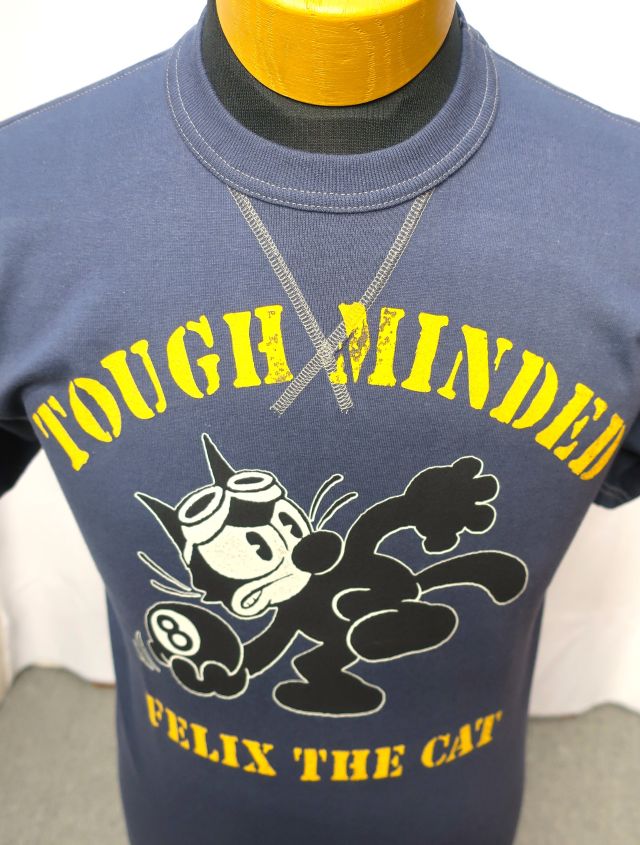 TOUGH MINDED
8
FELIX THE CAT